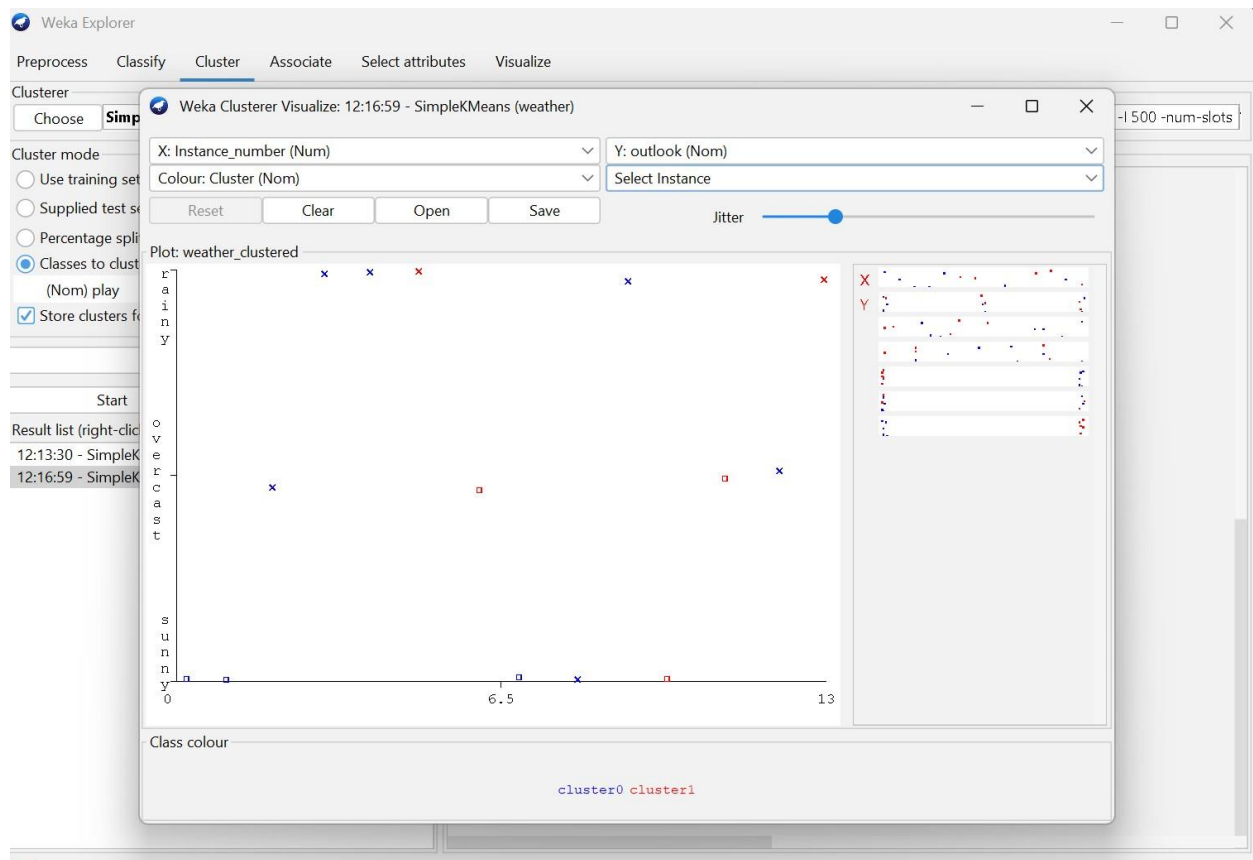 Weka Explorer
Preprocess Classify Cluster Associate Select attributes Visualize
Clusterer
Choose Simp
-I 500 -num-slots
Weka Clusterer Visualize: 12:16:59 - SimpleKMeans (weather)
Cluster mode
Use training set
Supplied test se
Percentage spli
Classes to clust
(Nom) play
Store clusters fo
Start
Result list (right-clic
12:13:30 - SimpleK
12:16:59 - SimpleK
X: Instance_number (Num) Y: outlook (Nom)
Colour: Cluster (Nom) Select Instance
Reset Clear Open Save Jitter
Plot: weather_clustered
rainy
overcast
sunny
0 6.5 13
X
Y
Class colour
cluster0 cluster1